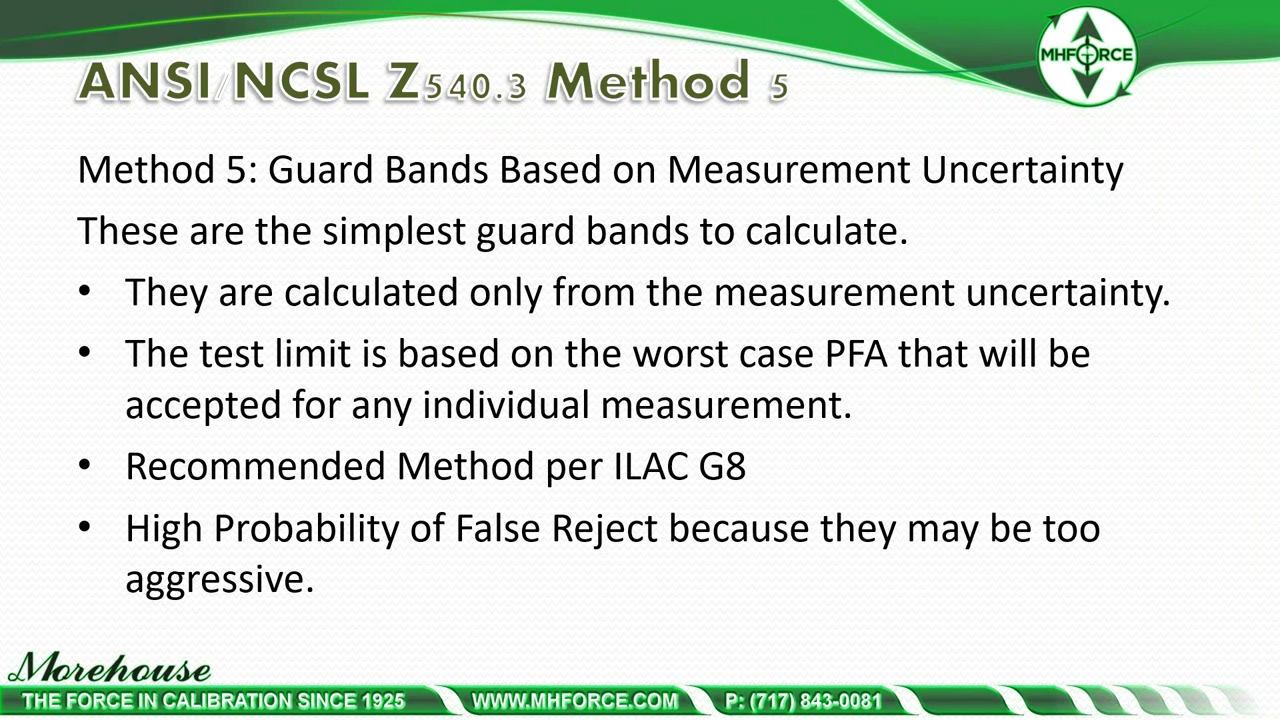 ANSI/NCSL Z540.3 Method 5
MHFORCE
Method 5: Guard Bands Based on Measurement Uncertainty
These are the simplest guard bands to calculate.
• They are calculated only from the measurement uncertainty.
• The test limit is based on the worst case PFA that will be
accepted for any individual measurement.
• Recommended Method per ILAC G8
• High Probability of False Reject because they may be too
aggressive.
Morehouse
THE FORCE IN CALIBRATION SINCE 1925 WWW.MHFORCE.COM P: (717) 843-0081